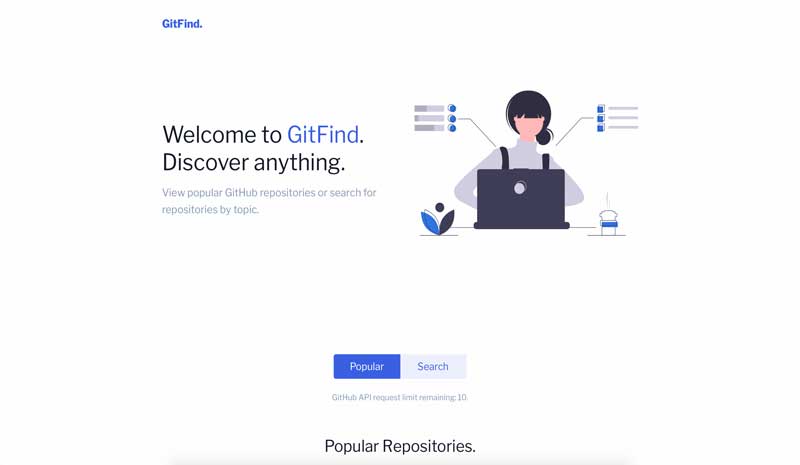 GitFind.
Welcome to GitFind.
Discover anything.
View popular GitHub repositories or search for
repositories by topic.
Popular
Search
GitHub API request limit remaining: 10.
Popular Repositories.